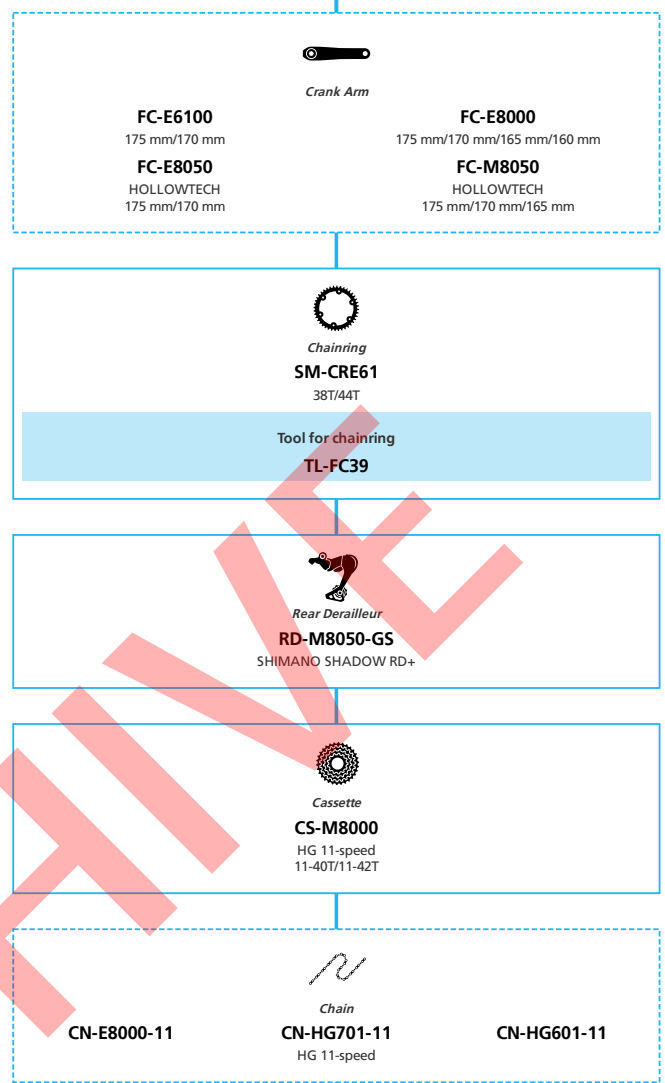 Crank Arm
FC-E6100
175 mm/170 mm
FC-E8000
175 mm/170 mm/165 mm/160 mm
FC-E8050
HOLLOWTECH
175 mm/170 mm
FC-M8050
HOLLOWTECH
175 mm/170 mm/165 mm
Chainring
SM-CRE61
38T/44T
Tool for chainring
TL-FC39
Rear Derailleur
RD-M8050-GS
SHIMANO SHADOW RD+
Cassette
CS-M8000
HG 11-speed
11-40T/11-42T
Chain
CN-E8000-11
CN-HG701-11
HG 11-speed
CN-HG601-11
HIVE